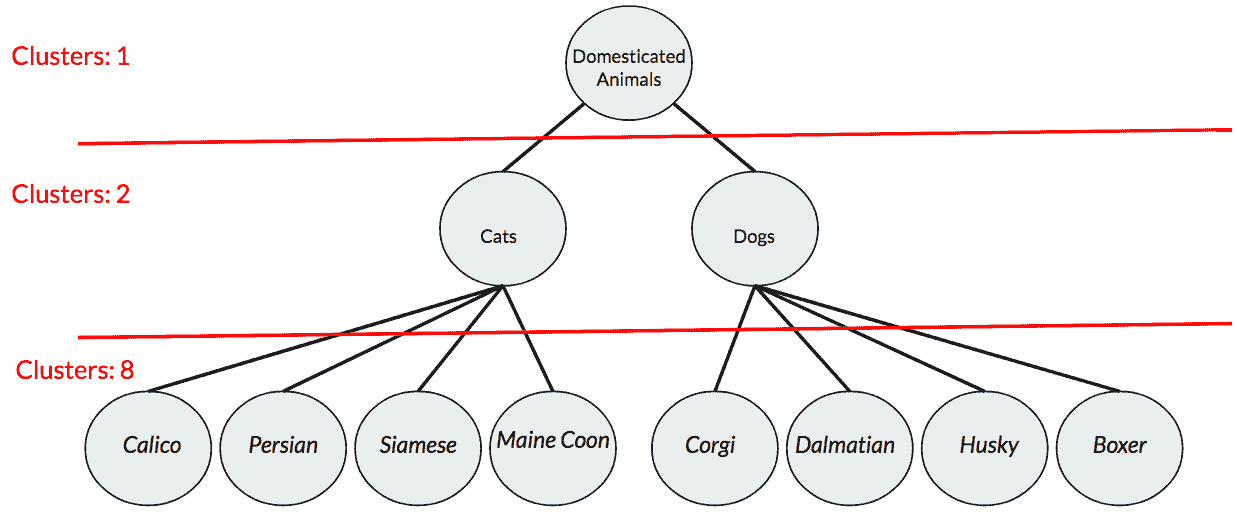 Clusters: 1
Domesticated
Animals
Clusters: 2
Cats
Dogs
Clusters: 8
Calico
Persian
Siamese
Maine Coon
Corgi
Dalmatian
Husky
Boxer